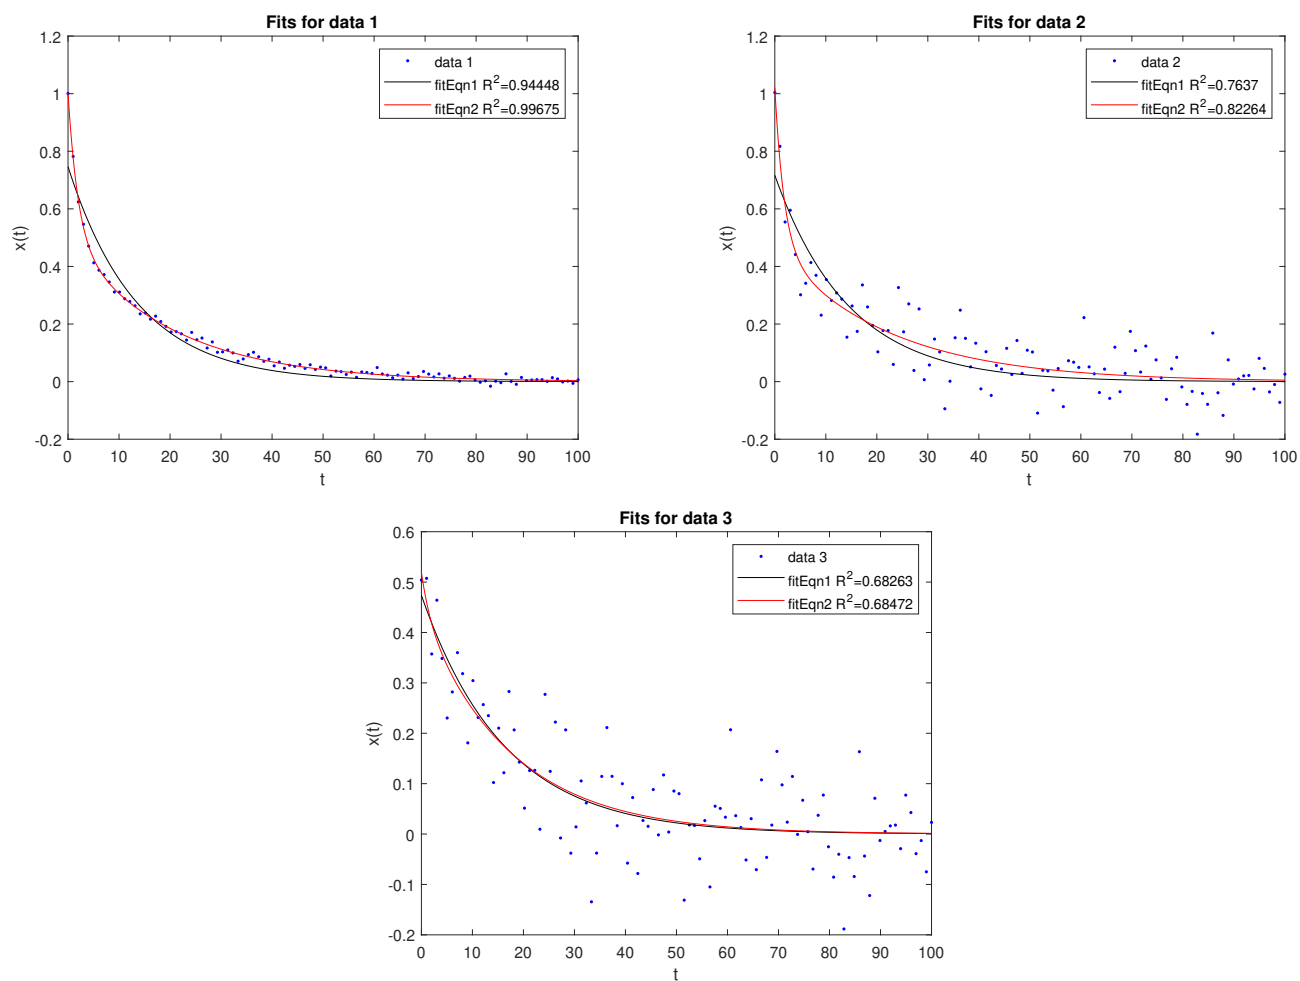 Fits for data 1
1.2
1
0.8
0.6
0.4
0.2
0
-0.2
x(t)
0 10 20 30 40 50 60 70 80 90 100
t
data 1
fitEqn1 R²=0.94448
fitEqn2 R²=0.99675
Fits for data 2
1.2
1
0.8
0.6
0.4
0.2
0
-0.2
x(t)
0 10 20 30 40 50 60 70 80 90 100
t
data 2
fitEqn1 R²=0.7637
fitEqn2 R²=0.82264
Fits for data 3
0.6
0.5
0.4
0.3
0.2
0.1
0
-0.1
-0.2
x(t)
0 10 20 30 40 50 60 70 80 90 100
t
data 3
fitEqn1 R²=0.68263
fitEqn2 R²=0.68472